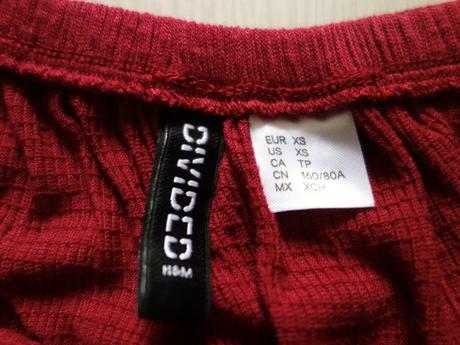 DIVIDED
H&M
EUR XS
US XS
CA TP
CN 160/80A
MX XCH